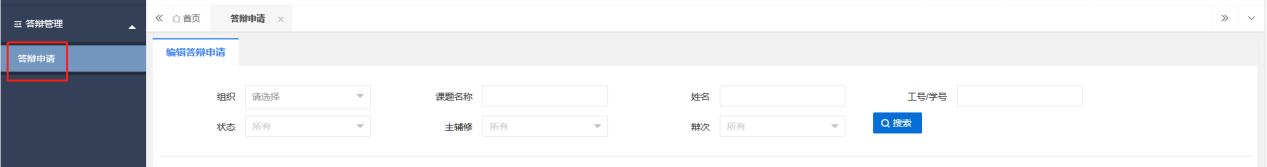 答辩管理
首页 答辩申请
答辩申请
编辑答辩申请
组织 请选择 课题名称 姓名 工号/学号
状态 所有 主辅修 所有 辩次 所有 搜索